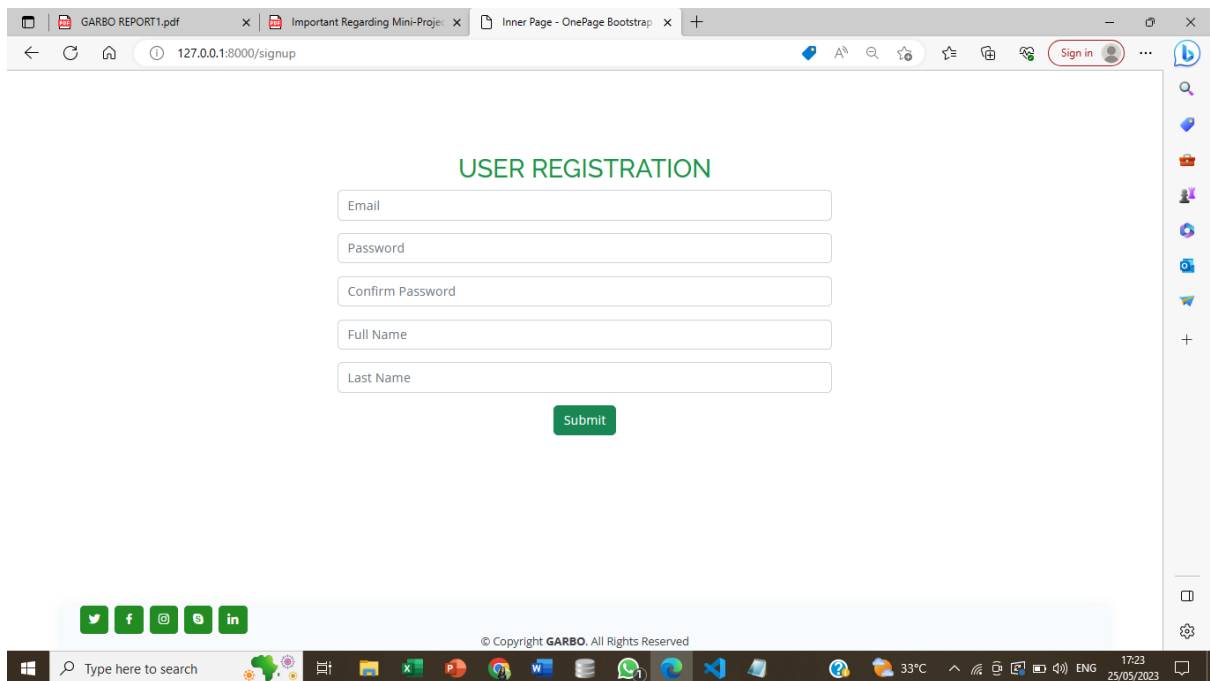 GARBO REPORT1.pdf
Important Regarding Mini-Projec
Inner Page - OnePage Bootstrap
127.0.0.1:8000/signup
Sign in
USER REGISTRATION
Email
Password
Confirm Password
Full Name
Last Name
Submit
© Copyright GARBO. All Rights Reserved
Type here to search
33°C
ENG
17:23
25/05/2023